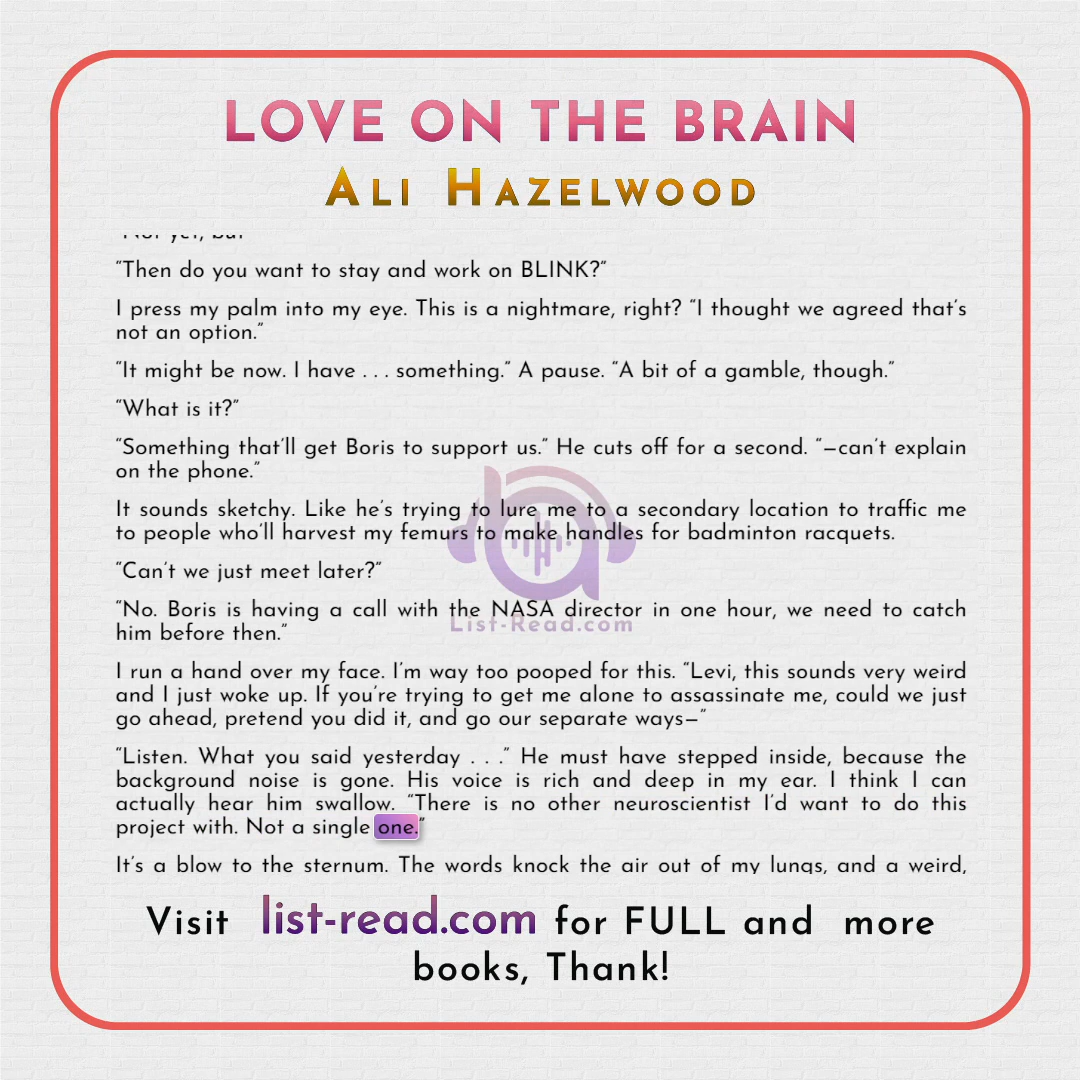 LOVE ON THE BRAIN
ALI HAZELWOOD
“Not yet, but
“Then do you want to stay and work on BLINK?”
I press my palm into my eye. This is a nightmare, right? “I thought we agreed that’s
not an option.”
“It might be now. I have . . . something.” A pause. “A bit of a gamble, though.”
“What is it?”
“Something that’ll get Boris to support us.” He cuts off for a second. “—can’t explain
on the phone.”
It sounds sketchy. Like he’s trying to lure me to a secondary location to traffic me
to people who’ll harvest my femurs to make handles for badminton racquets.
“Can’t we just meet later?”
“No. Boris is having a call with the NASA director in one hour, we need to catch
him before then.”
List-Read.com
I run a hand over my face. I’m way too pooped for this. “Levi, this sounds very weird
and I just woke up. If you’re trying to get me alone to assassinate me, could we just
go ahead, pretend you did it, and go our separate ways—”
“Listen. What you said yesterday . . .” He must have stepped inside, because the
background noise is gone. His voice is rich and deep in my ear. I think I can
actually hear him swallow. “There is no other neuroscientist I’d want to do this
project with. Not a single one.”
It’s a blow to the sternum. The words knock the air out of my lungs, and a weird,
Visit list-read.com for FULL and more
books, Thank!